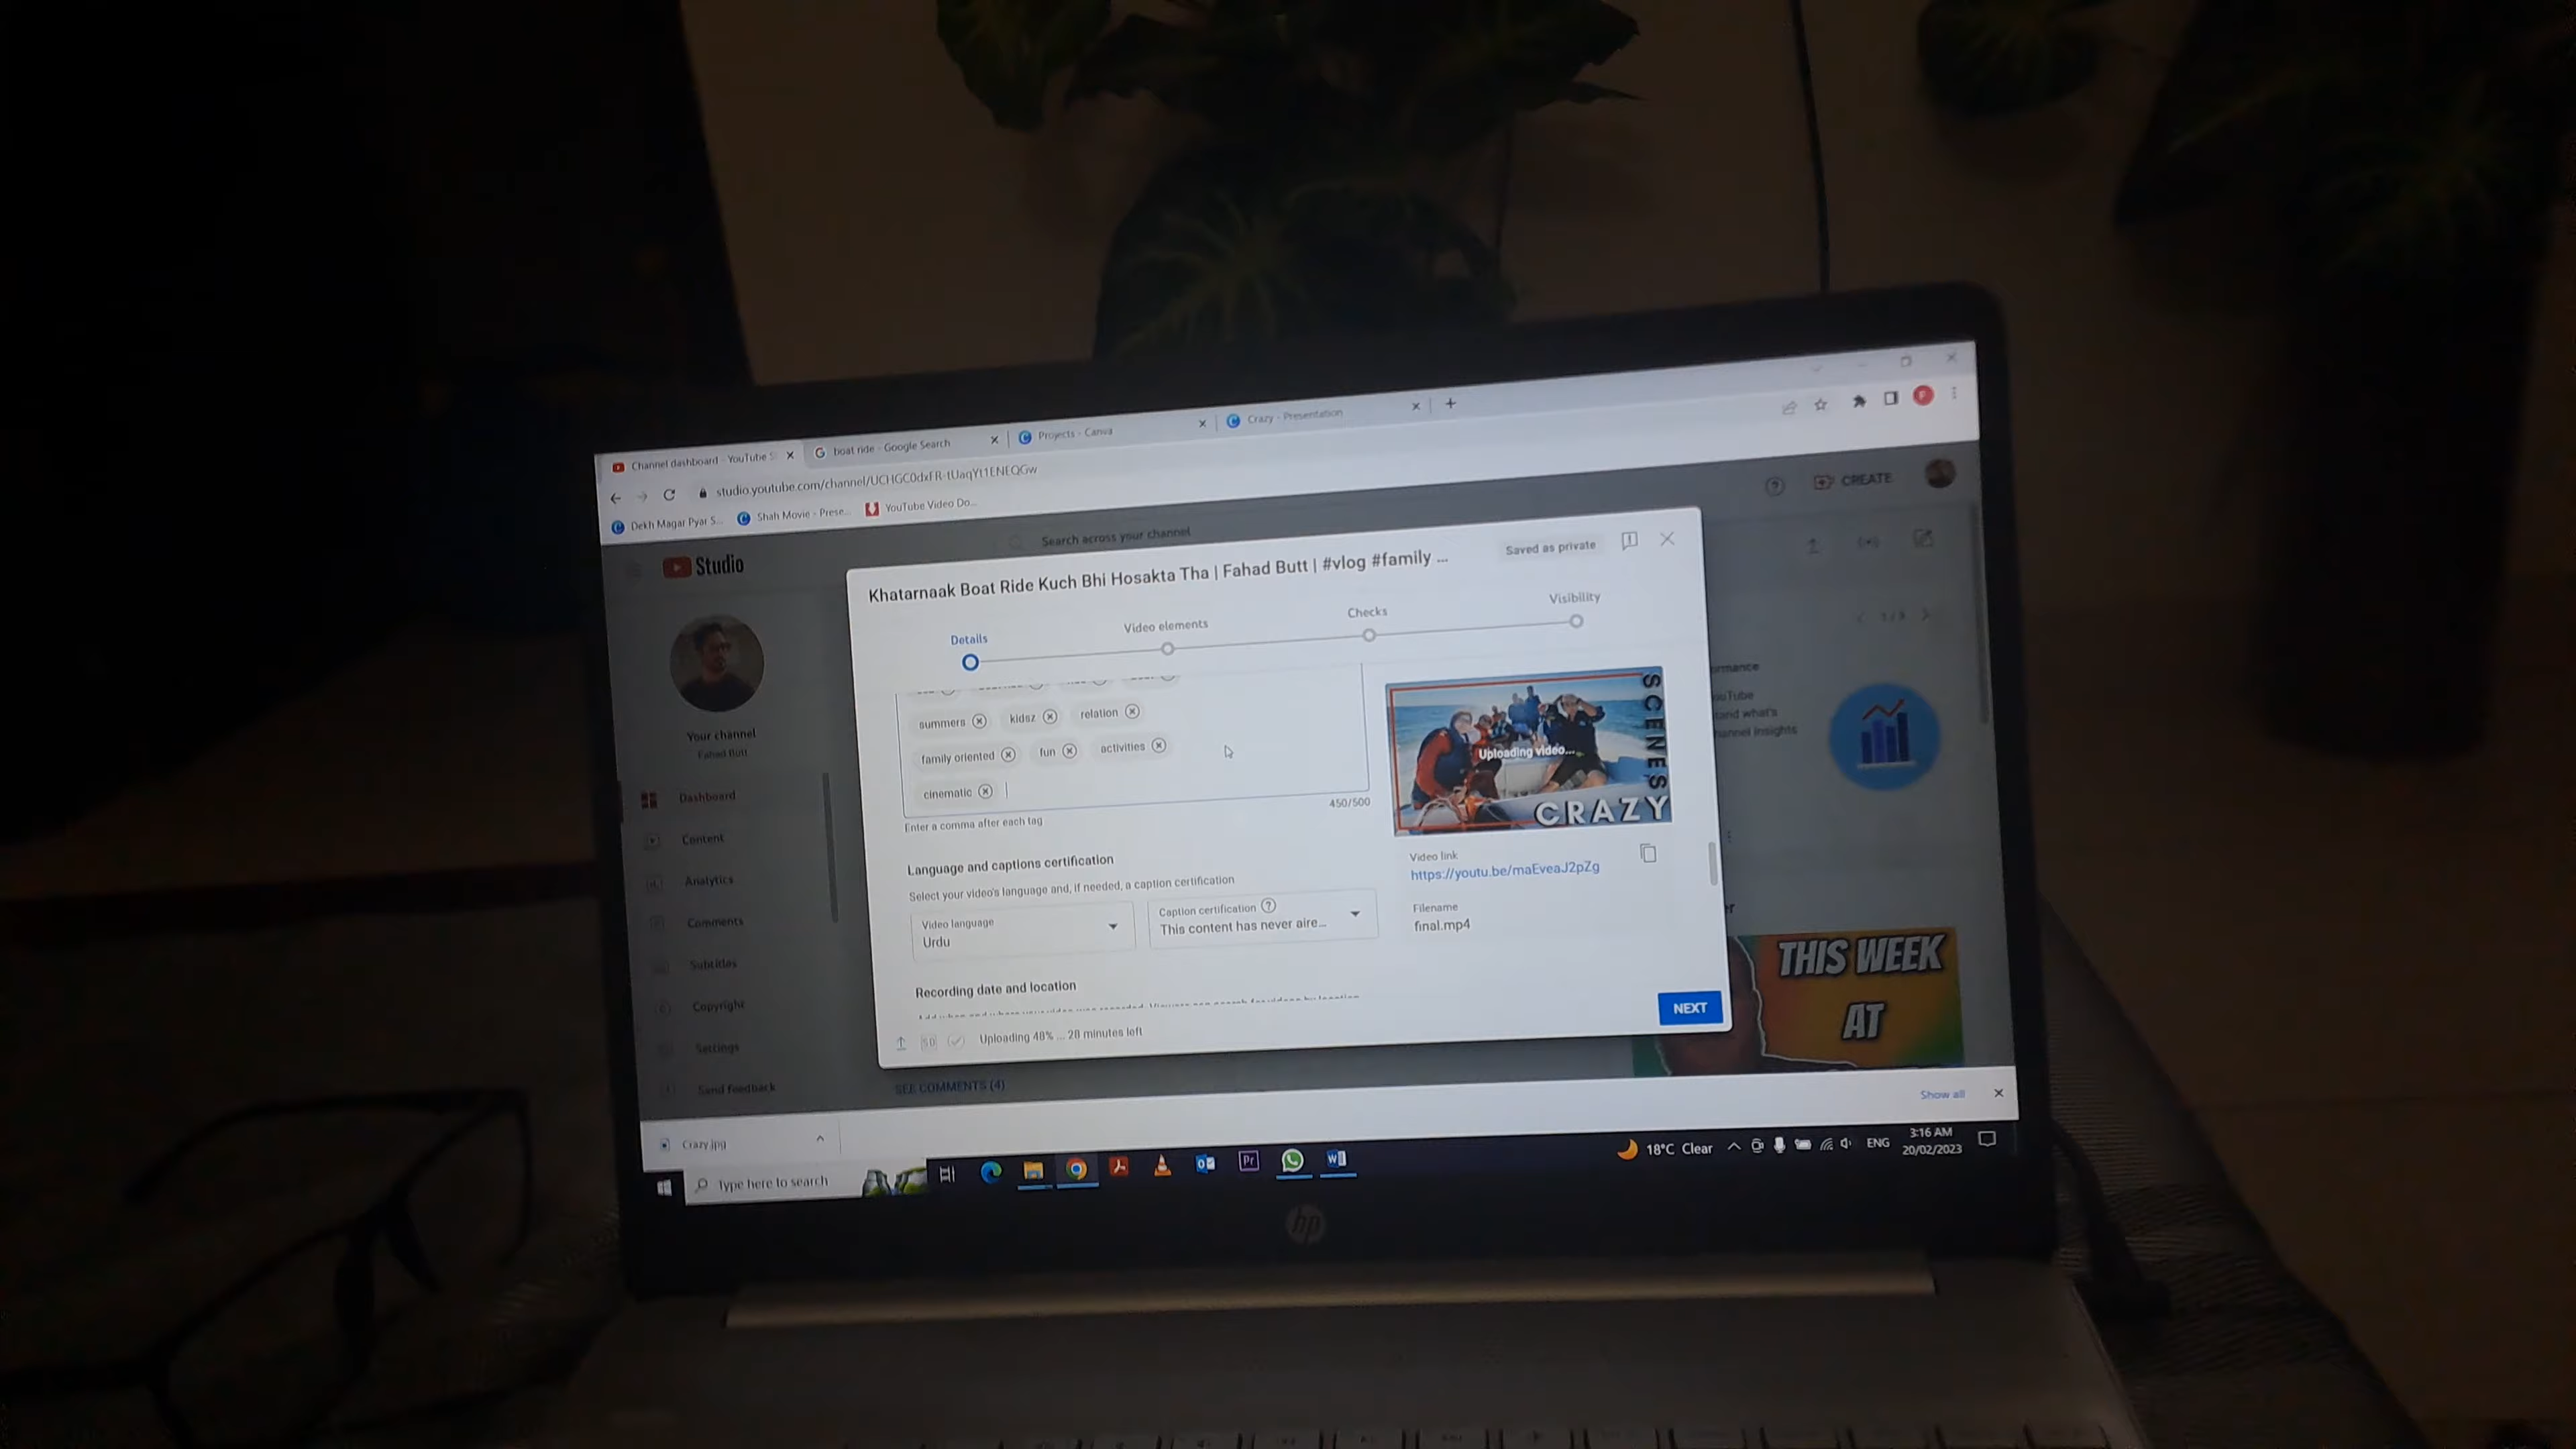 Channel dashboard - YouTube S
boat ride - Google Search
Projects - Canva
Crazy - Presentation
studio.youtube.com/channel/UCHGC0dxFR-tUaqYt1ENEQGw
Dekh Magar Pyar S...
Shah Movie - Prese...
YouTube Video Do...
Studio
Search across your channel
CREATE
Khatarnaak Boat Ride Kuch Bhi Hosakta Tha | Fahad Butt | #vlog #family ...
Saved as private
Details
Video elements
Checks
Visibility
Your channel
Fahad Butt
Dashboard
Content
Analytics
Comments
Subtitles
Copyright
Settings
Send feedback
summers
kidsz
relation
family oriented
fun
activities
cinematic
450/500
Enter a comma after each tag
Language and captions certification
Select your video's language and, if needed, a caption certification
Video language
Urdu
Caption certification
This content has never aire...
Recording date and location
Uploading 48% ... 28 minutes left
Uploading video...
SCENES
CRAZY
Video link
https://youtu.be/maEveaJ2pZg
Filename
final.mp4
NEXT
THIS WEEK
AT
SEE COMMENTS (4)
Show all
Crazy.jpg
Type here to search
18°C Clear
ENG
3:16 AM
20/02/2023
hp